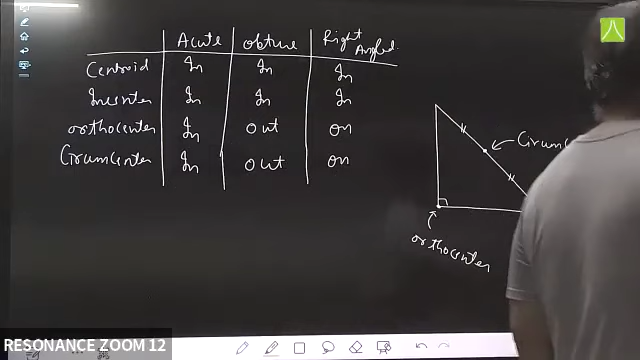 Acute obtuse Right Angled.
Centroid In In In
Incenter In In In
orthocenter In out on
Circumcenter In out on
Circumc
orthocenter
RESONANCE ZOOM 12